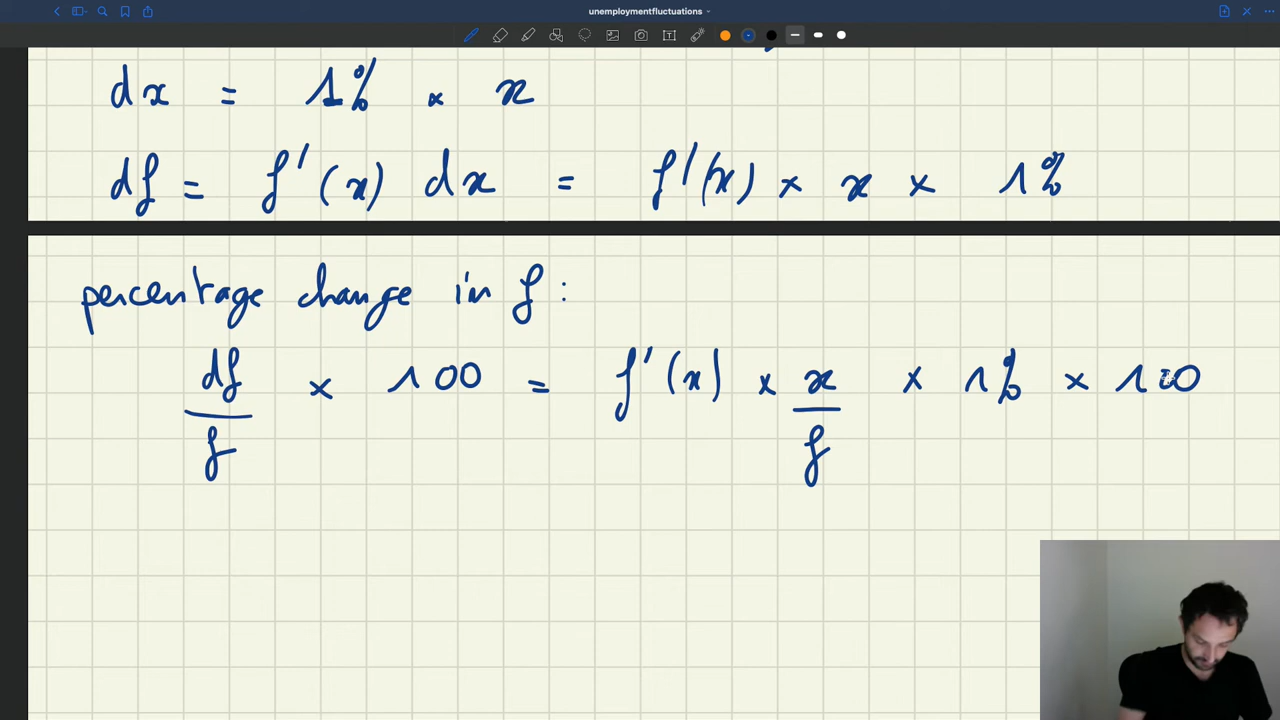 unemploymentfluctuations
dx = 1% × x
df = f'(x) dx = f'(x) × x × 1%
percentage change in f :
df/f × 100 = f'(x) × x/f × 1% × 100